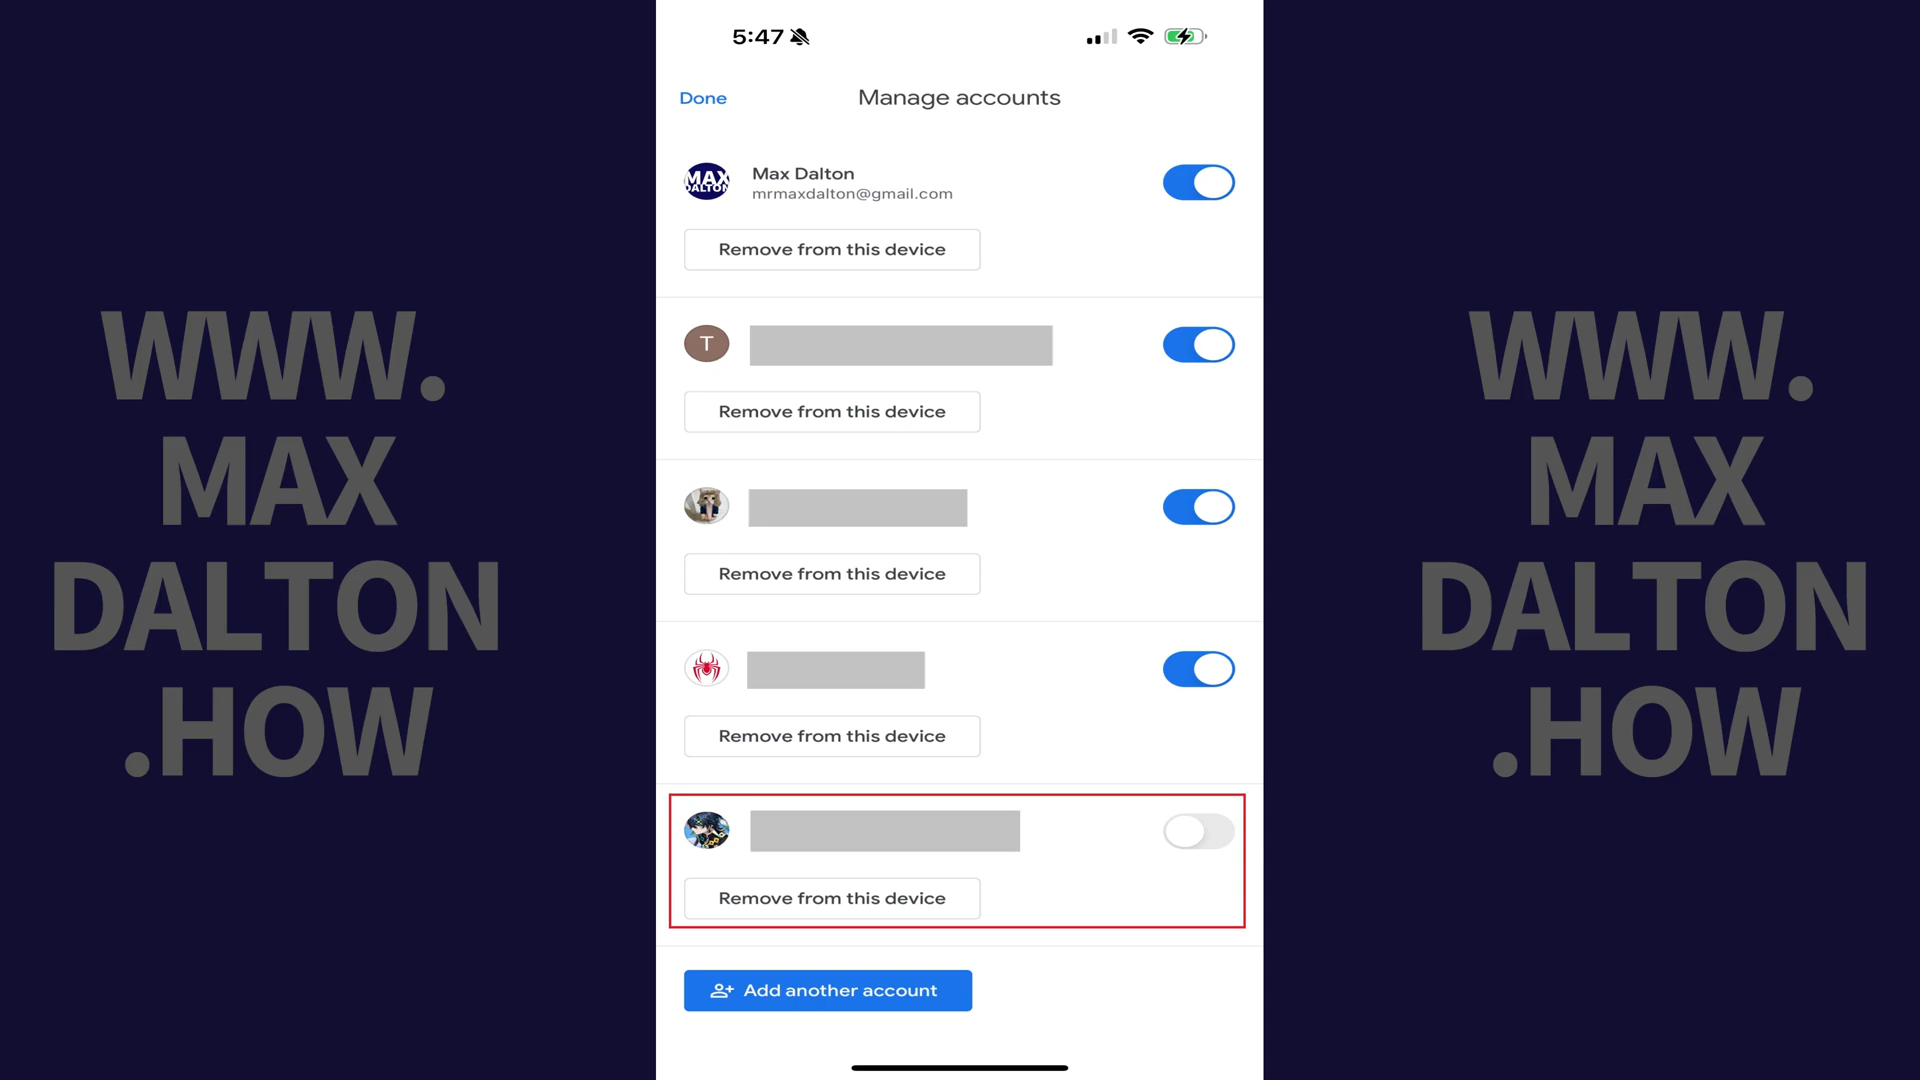 5:47
Done
Manage accounts
MAX
DALTON
Max Dalton
mrmaxdalton@gmail.com
Remove from this device
T
Remove from this device
Remove from this device
Remove from this device
Remove from this device
Add another account
WWW.
MAX
DALTON
.HOW
WWW.
MAX
DALTON
.HOW